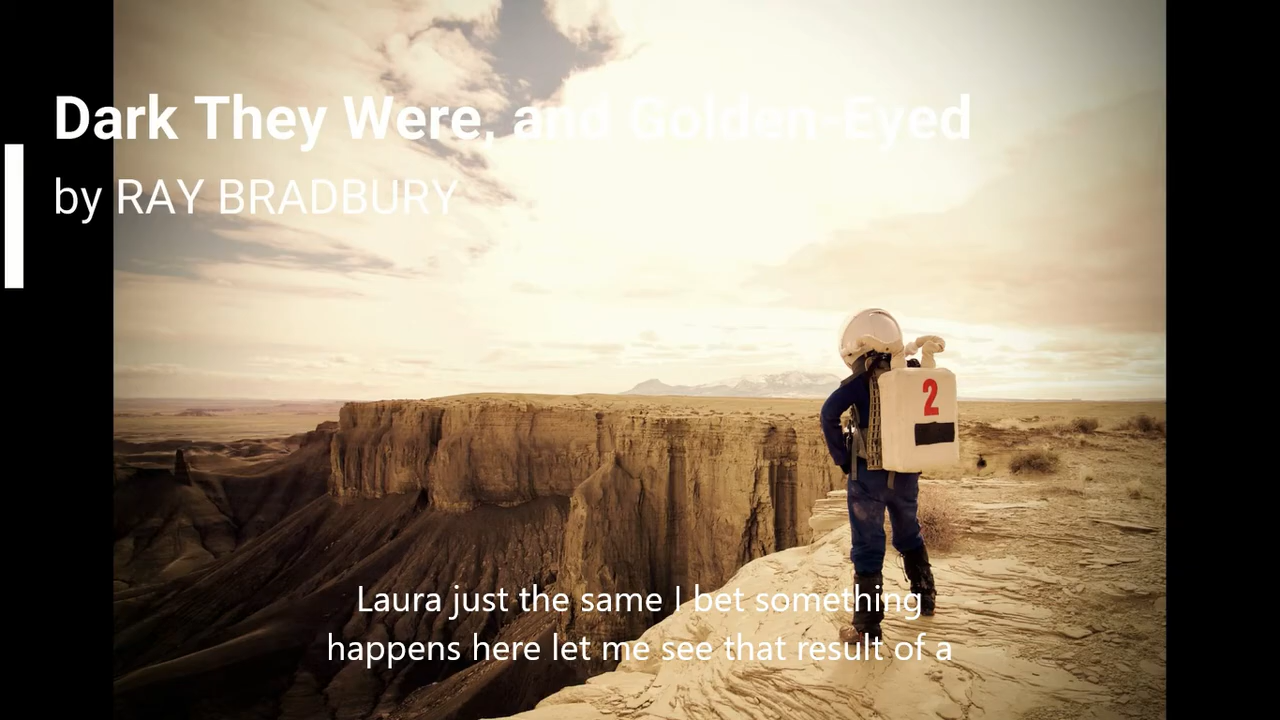 Dark They Were, and Golden-Eyed
by RAY BRADBURY
2
Laura just the same I bet something
happens here let me see that result of a